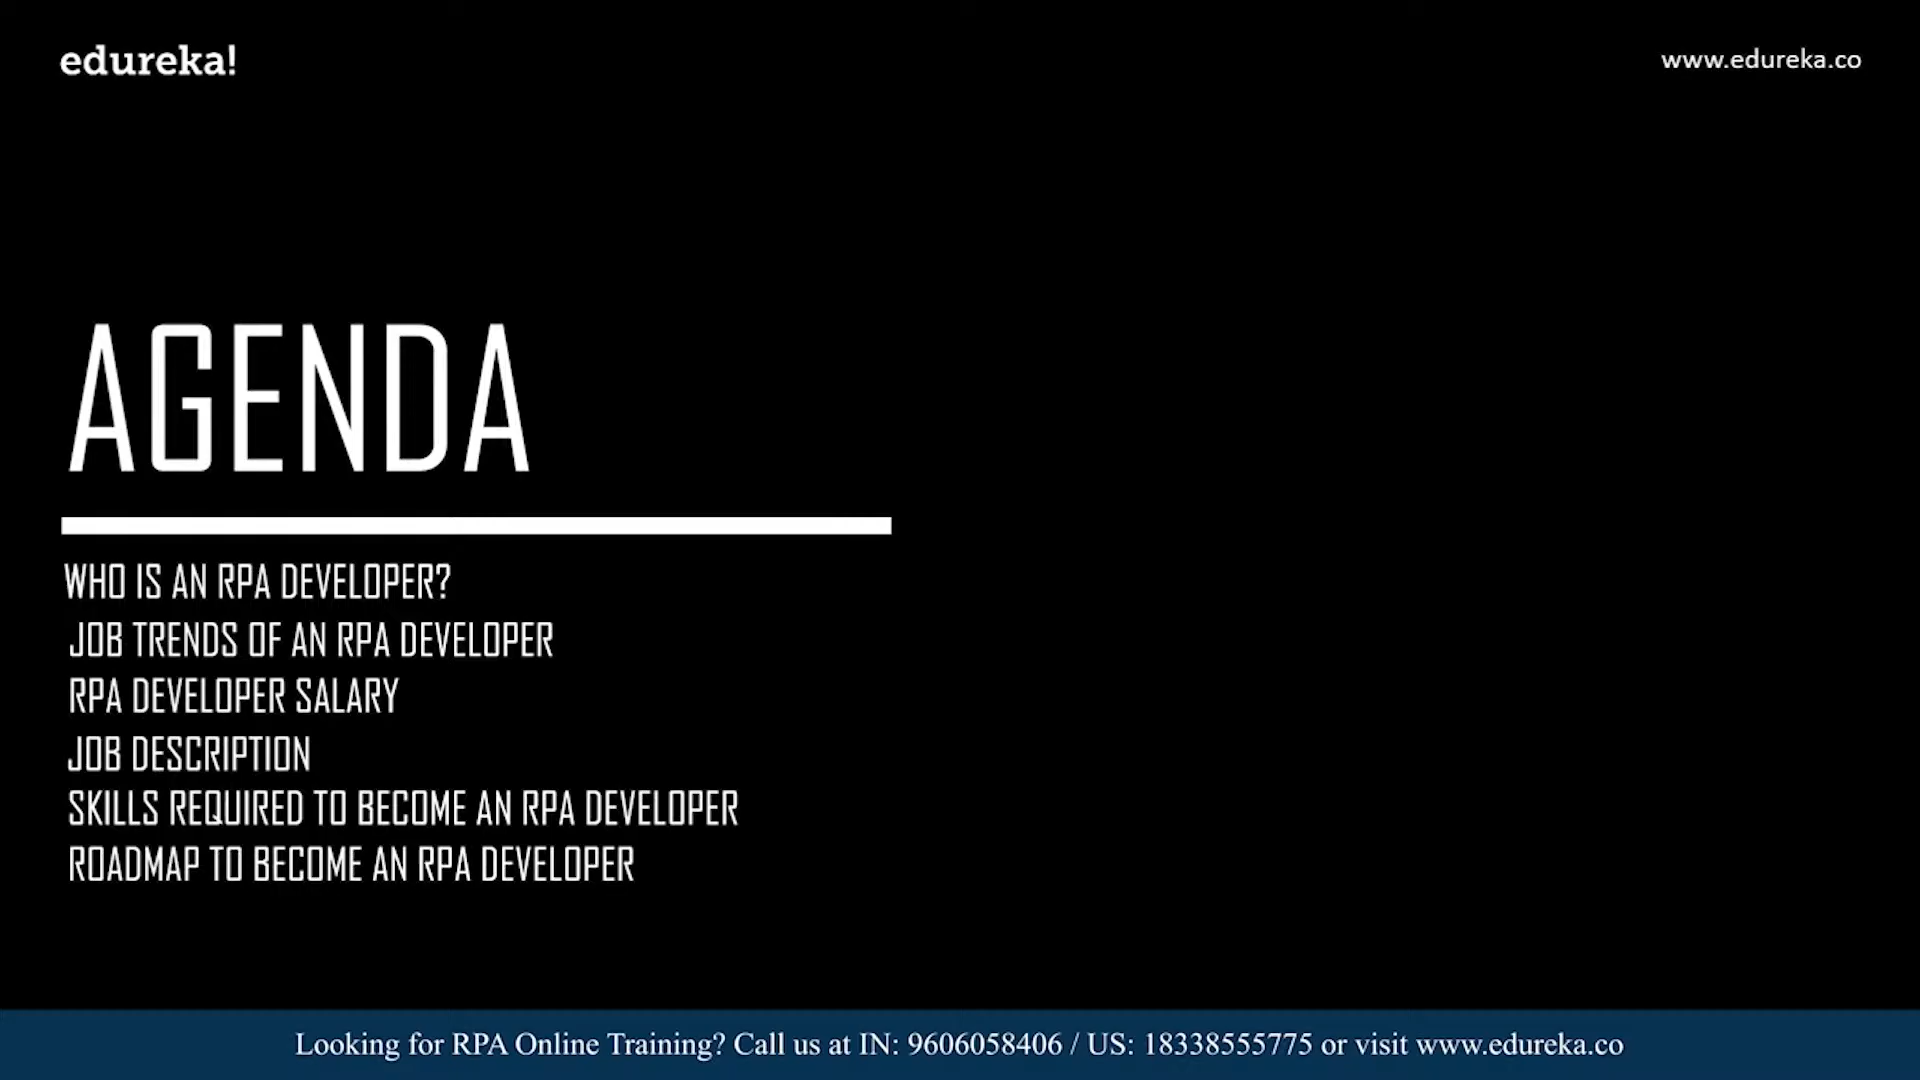 edureka!
www.edureka.co
AGENDA
WHO IS AN RPA DEVELOPER?
JOB TRENDS OF AN RPA DEVELOPER
RPA DEVELOPER SALARY
JOB DESCRIPTION
SKILLS REQUIRED TO BECOME AN RPA DEVELOPER
ROADMAP TO BECOME AN RPA DEVELOPER
Looking for RPA Online Training? Call us at IN: 9606058406 / US: 18338555775 or visit www.edureka.co